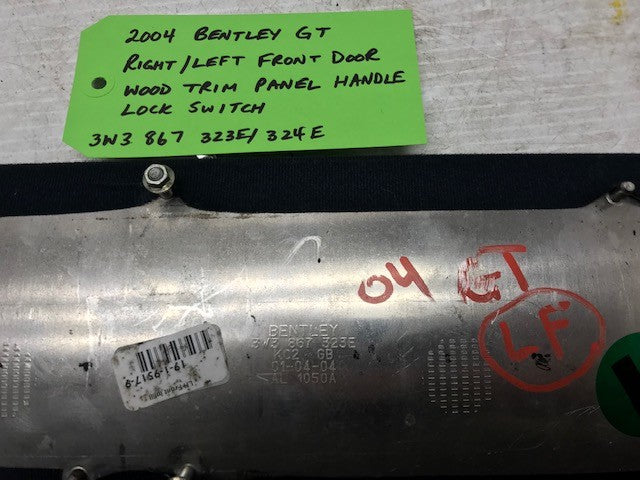 2004 BENTLEY GT
RIGHT/LEFT FRONT DOOR
WOOD TRIM PANEL HANDLE
LOCK SWITCH
3W3 867 323E/ 324E
04 GT
LF
BENTLEY
3W3 867 323E
KC2 GB
01-04-04
AL 1050A